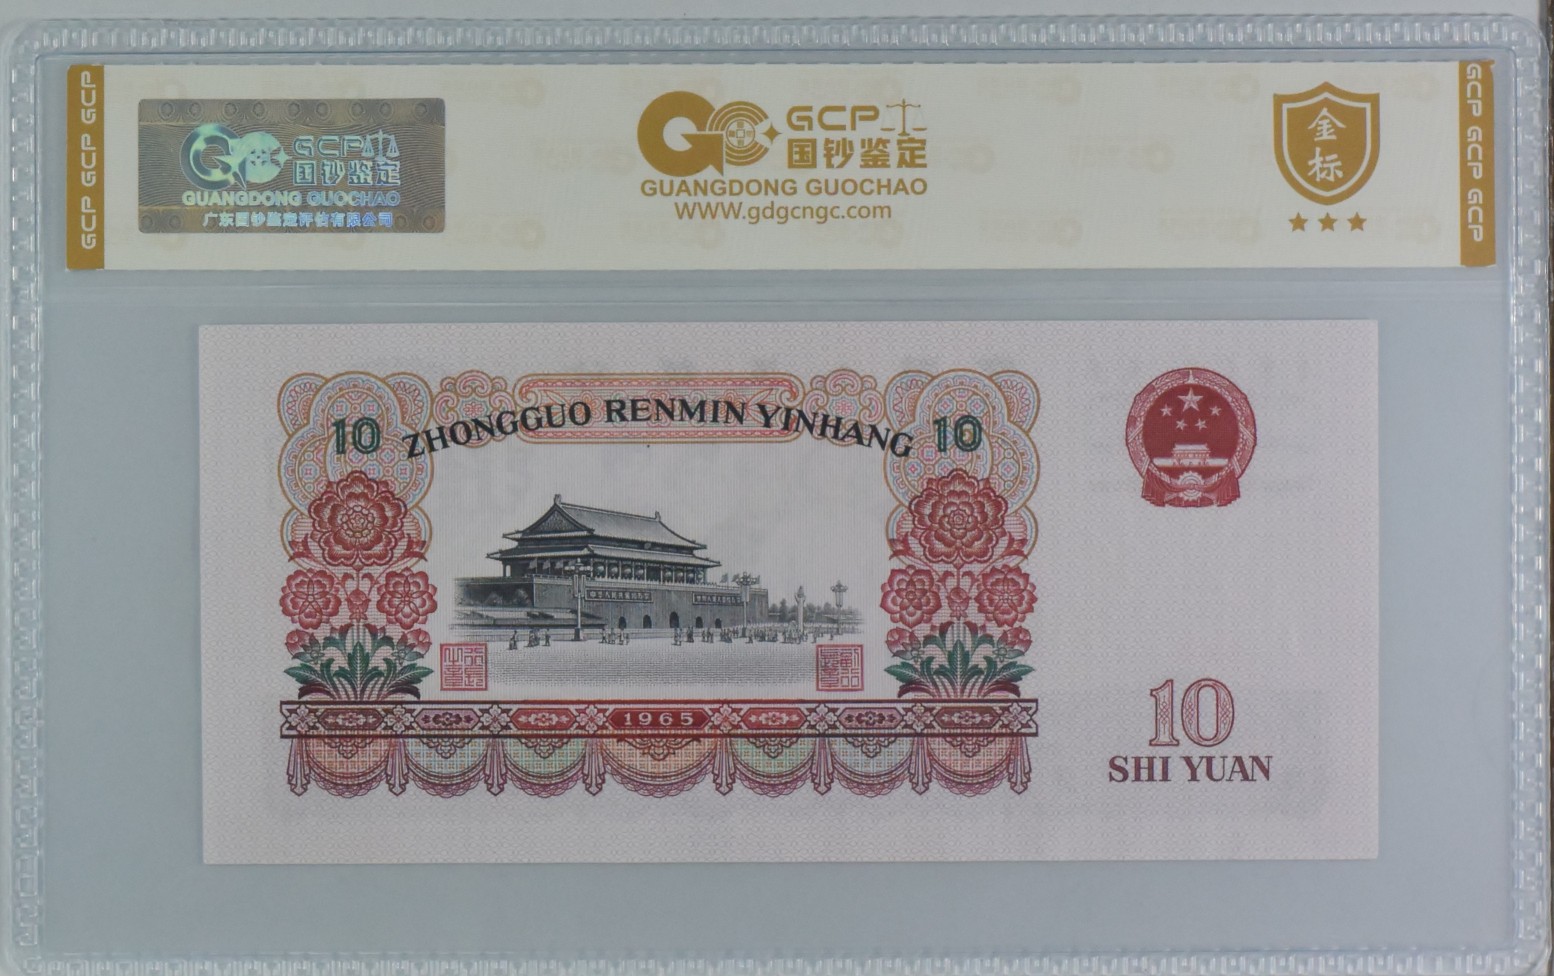 GCP GCP GCP
GCP
国钞鉴定
GUANGDONG GUOCHAO
广东国钞鉴定评估有限公司
GCP
国钞鉴定
GUANGDONG GUOCHAO
WWW.gdgcngc.com
金
标
GCP GCP GCP
10 ZHONGGUO RENMIN YINHANG 10
1965
10
SHI YUAN